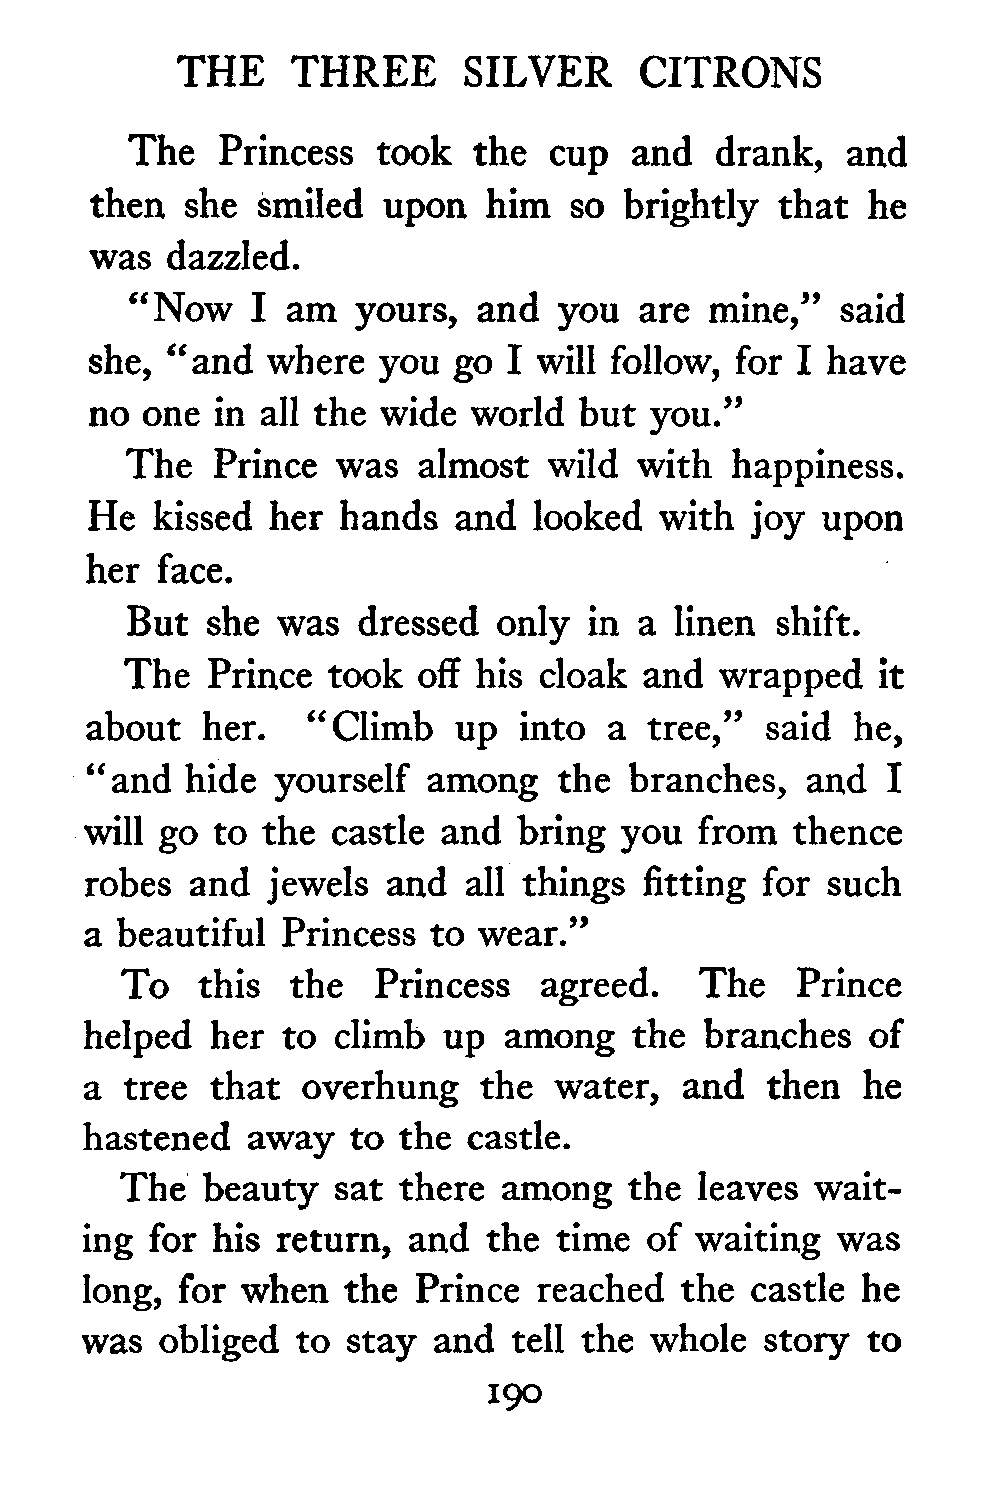 THE THREE SILVER CITRONS
The Princess took the cup and drank, and
then she smiled upon him so brightly that he
was dazzled.
“Now I am yours, and you are mine,” said
she, “and where you go I will follow, for I have
no one in all the wide world but you.”
The Prince was almost wild with happiness.
He kissed her hands and looked with joy upon
her face.
But she was dressed only in a linen shift.
The Prince took off his cloak and wrapped it
about her. “Climb up into a tree,” said he,
“and hide yourself among the branches, and I
will go to the castle and bring you from thence
robes and jewels and all things fitting for such
a beautiful Princess to wear.”
To this the Princess agreed. The Prince
helped her to climb up among the branches of
a tree that overhung the water, and then he
hastened away to the castle.
The beauty sat there among the leaves wait-
ing for his return, and the time of waiting was
long, for when the Prince reached the castle he
was obliged to stay and tell the whole story to
190